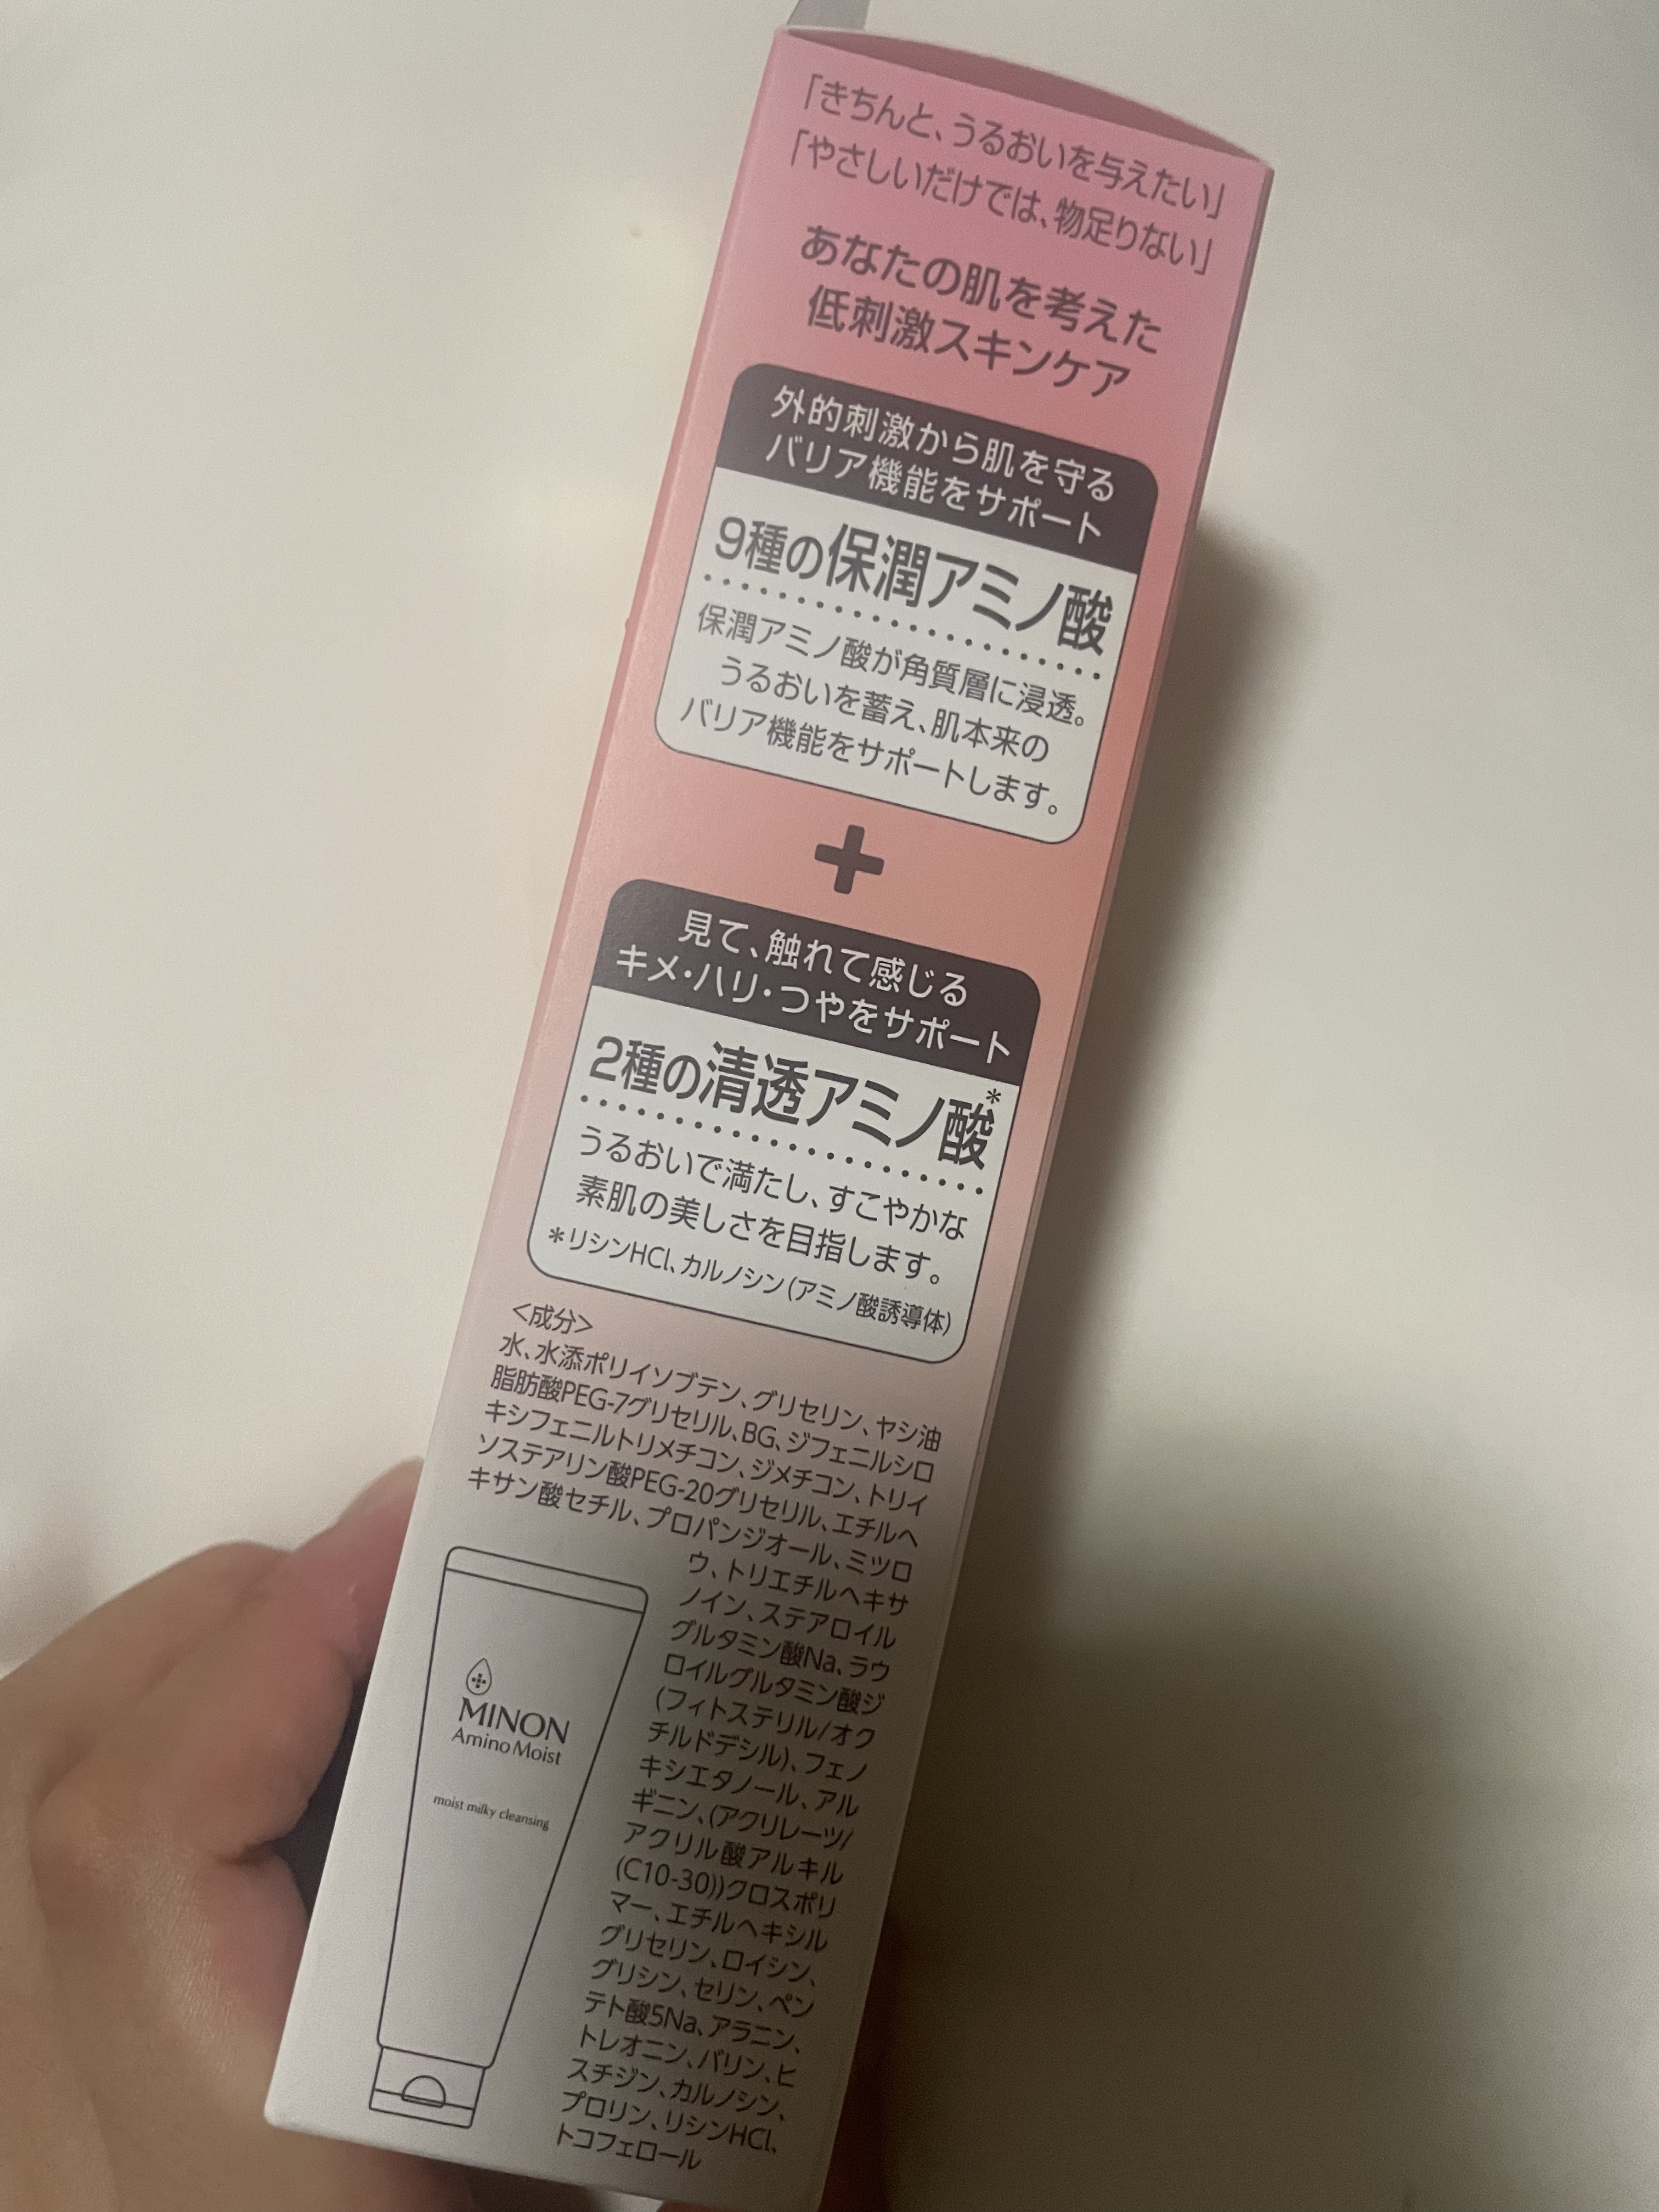 「きちんと、うるおいを与えたい」
「やさしいだけでは、物足りない」
あなたの肌を考えた
低刺激スキンケア
外的刺激から肌を守る
バリア機能をサポート
9種の保潤アミノ酸
保潤アミノ酸が角質層に浸透。
うるおいを蓄え、肌本来の
バリア機能をサポートします。
+
見て、触れて感じる
キメ・ハリ・つやをサポート
2種の清透アミノ酸*
うるおいで満たし、すこやかな
素肌の美しさを目指します。
*リシンHCl、カルノシン(アミノ酸誘導体)
<成分>
水、水添ポリイソブテン、グリセリン、ヤシ油
脂肪酸PEG-7グリセリル、BG、ジフェニルシロ
キシフェニルトリメチコン、ジメチコン、トリイ
ソステアリン酸PEG-20グリセリル、エチルヘ
キサン酸セチル、プロパンジオール、ミツロ
ウ、トリエチルヘキサ
ノイン、ステアロイル
グルタミン酸Na、ラウ
ロイルグルタミン酸ジ
(フィトステリル/オク
チルドデシル)、フェノ
キシエタノール、アル
ギニン、(アクリレーツ/
アクリル酸アルキル
(C10-30))クロスポリ
マー、エチルヘキシル
グリセリン、ロイシン、
グリシン、セリン、ペン
テト酸5Na、アラニン、
トレオニン、バリン、ヒ
スチジン、カルノシン、
プロリン、リシンHCl、
トコフェロール
MINON
Amino Moist
moist milky cleansing